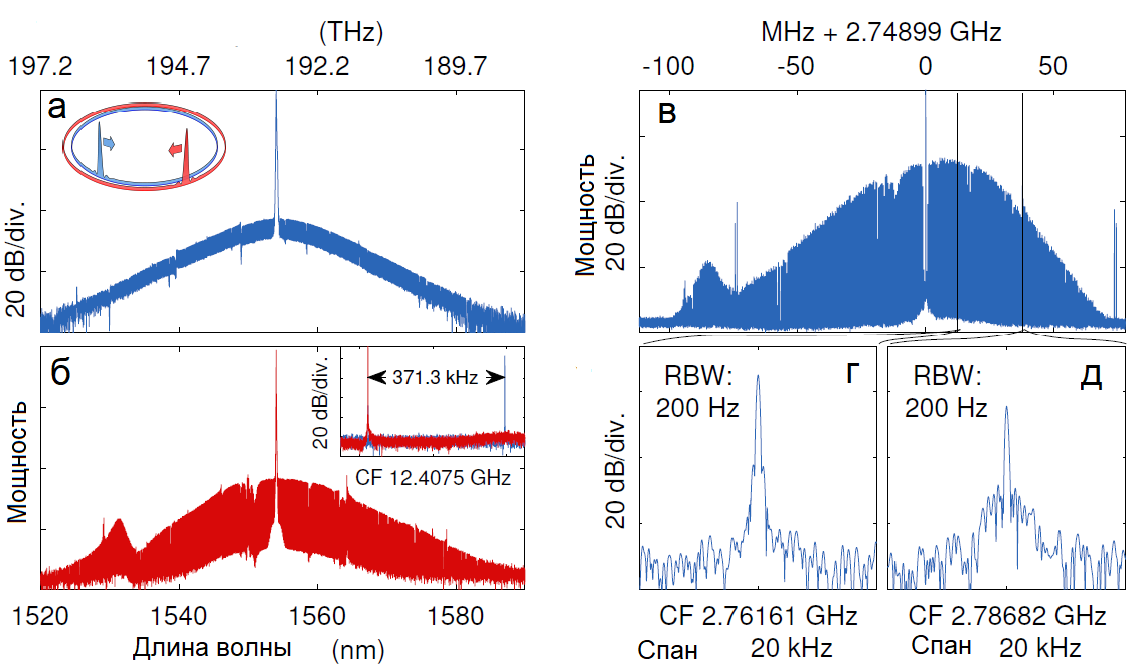 (THz)
197.2 194.7 192.2 189.7
а
20 dB/div.
б
20 dB/div.
371.3 kHz
CF 12.4075 GHz
Мощность
1520 1540 1560 1580
Длина волны (nm)
MHz + 2.74899 GHz
-100 -50 0 50
в
Мощность
20 dB/div.
RBW:
200 Hz
г
RBW:
200 Hz
д
20 dB/div.
CF 2.76161 GHz
Спан 20 kHz
CF 2.78682 GHz
Спан 20 kHz